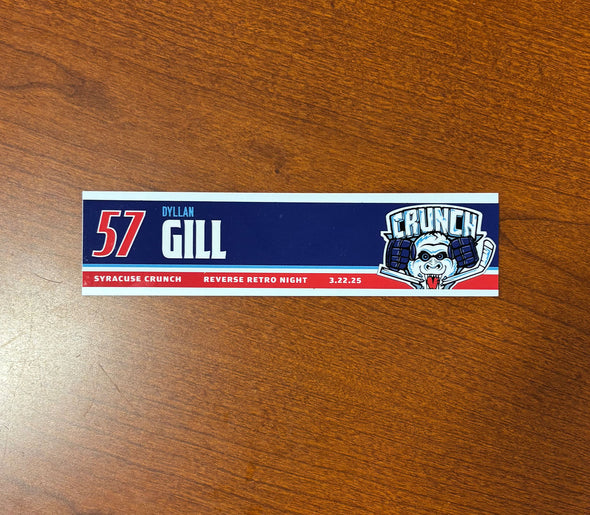 57
DYLLAN
GILL
CRUNCH
SYRACUSE CRUNCH REVERSE RETRO NIGHT 3.22.25